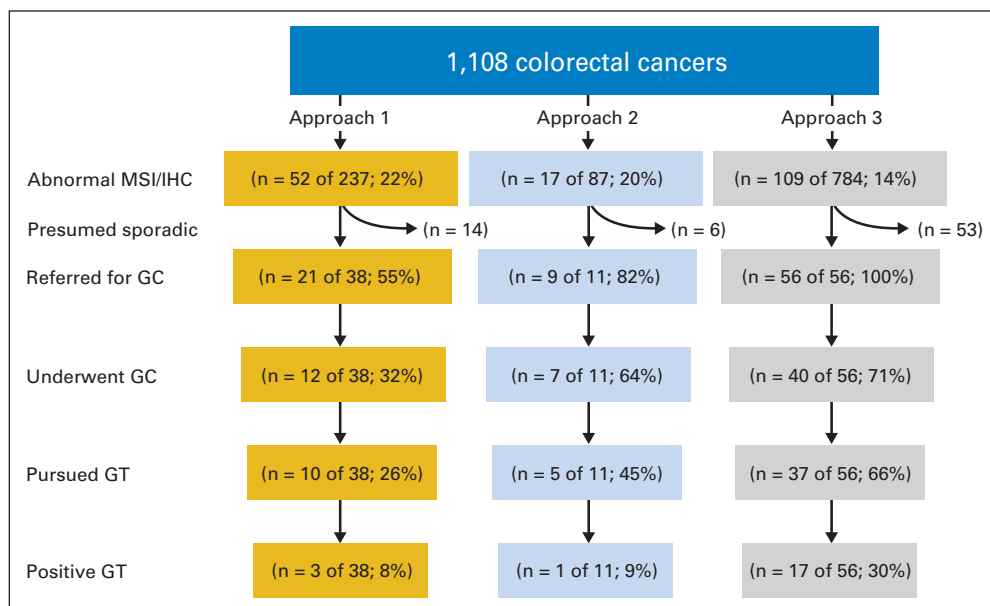 1,108 colorectal cancers
Approach 1 Approach 2 Approach 3
Abnormal MSI/IHC (n = 52 of 237; 22%) (n = 17 of 87; 20%) (n = 109 of 784; 14%)
Presumed sporadic (n = 14) (n = 6) (n = 53)
Referred for GC (n = 21 of 38; 55%) (n = 9 of 11; 82%) (n = 56 of 56; 100%)
Underwent GC (n = 12 of 38; 32%) (n = 7 of 11; 64%) (n = 40 of 56; 71%)
Pursued GT (n = 10 of 38; 26%) (n = 5 of 11; 45%) (n = 37 of 56; 66%)
Positive GT (n = 3 of 38; 8%) (n = 1 of 11; 9%) (n = 17 of 56; 30%)